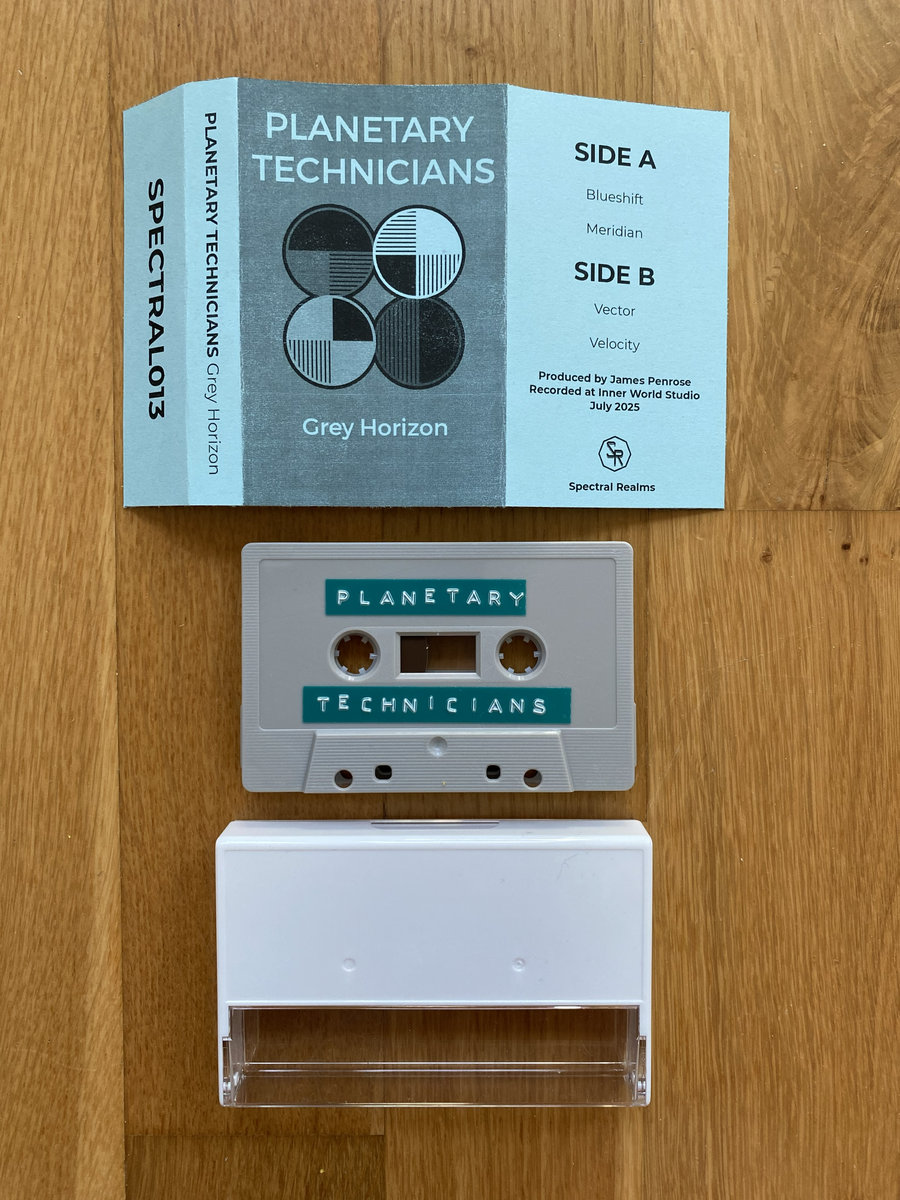 SPECTRAL013
PLANETARY TECHNICIANS Grey Horizon
PLANETARY
TECHNICIANS
Grey Horizon
SIDE A
Blueshift
Meridian
SIDE B
Vector
Velocity
Produced by James Penrose
Recorded at Inner World Studio
July 2025
SR
Spectral Realms
PLANETARY
TECHNICIANS